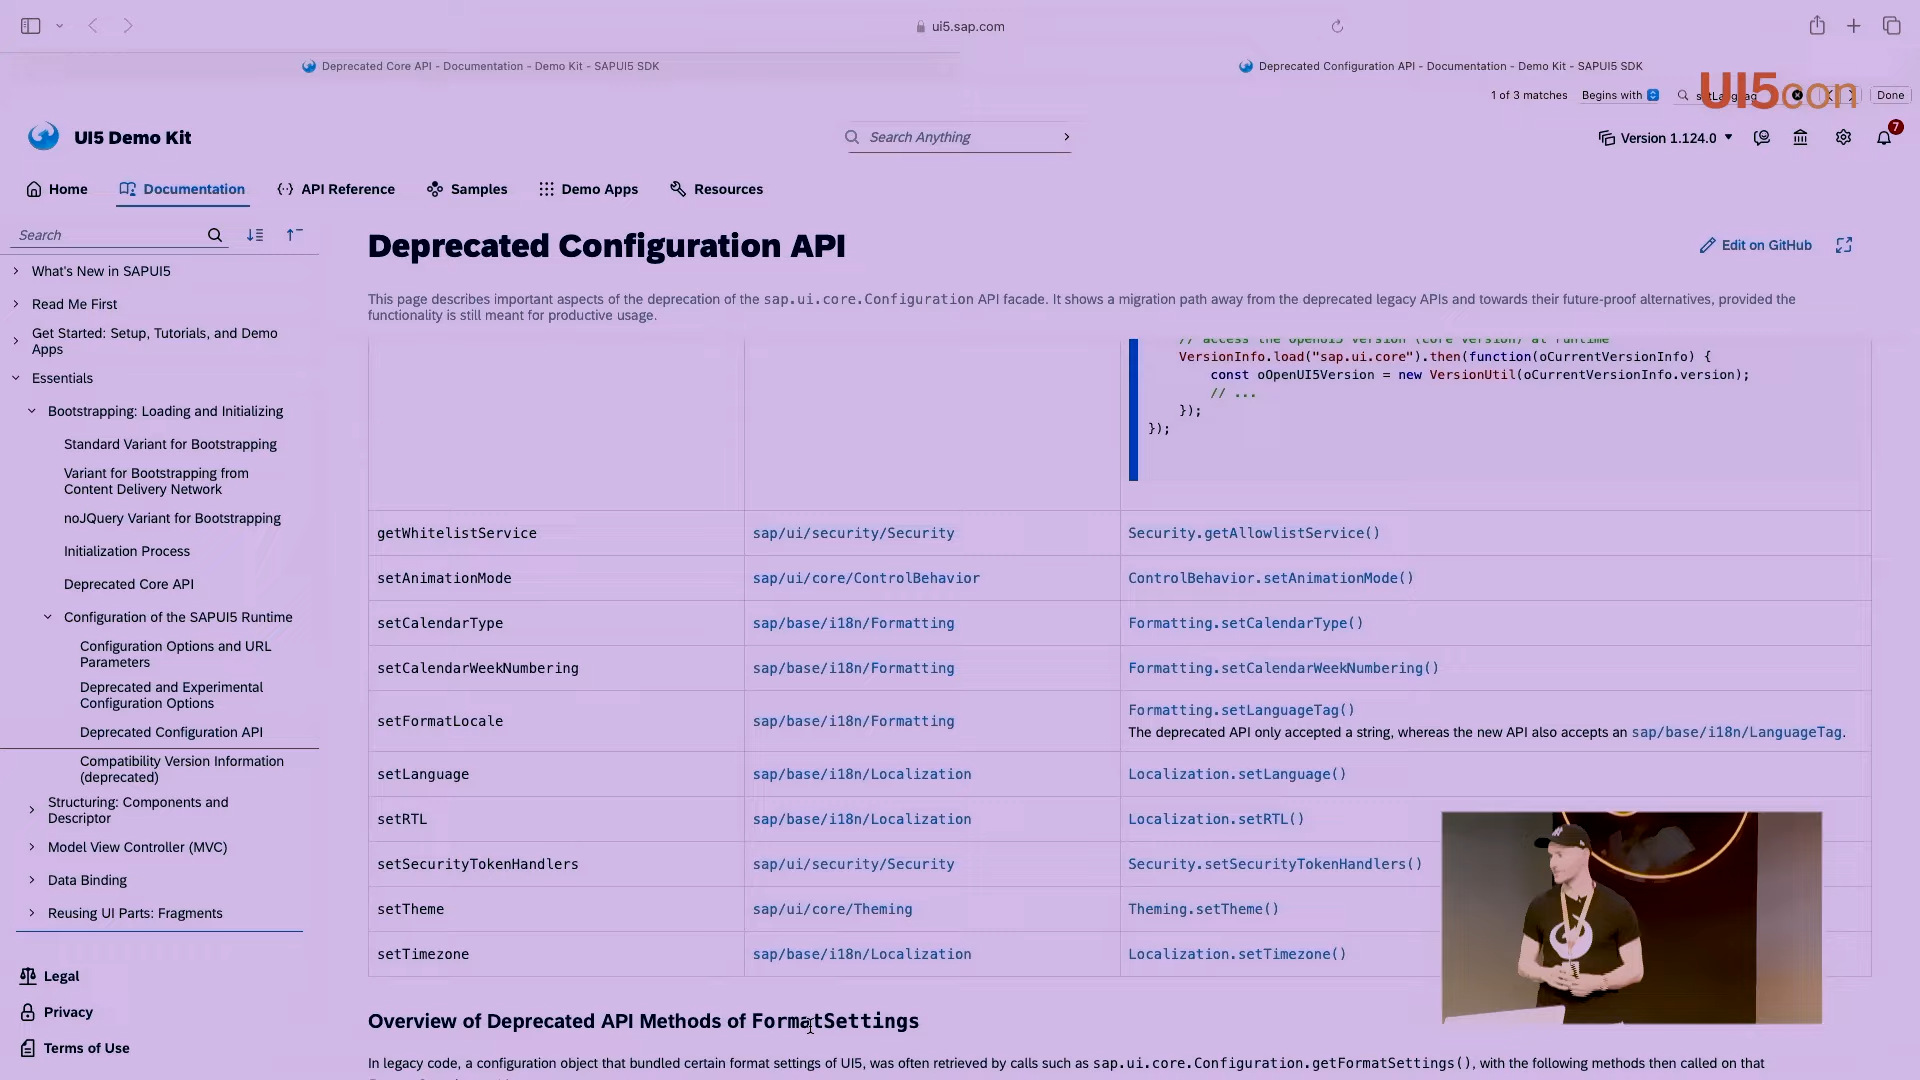 ui5.sap.com
Deprecated Core API - Documentation - Demo Kit - SAPUI5 SDK
Deprecated Configuration API - Documentation - Demo Kit - SAPUI5 SDK
1 of 3 matches
Begins with
Done
UI5con
UI5 Demo Kit
Search Anything
Version 1.124.0
7
Home
Documentation
API Reference
Samples
Demo Apps
Resources
Search
What's New in SAPUI5
Read Me First
Get Started: Setup, Tutorials, and Demo
Apps
Essentials
Bootstrapping: Loading and Initializing
Standard Variant for Bootstrapping
Variant for Bootstrapping from
Content Delivery Network
noJQuery Variant for Bootstrapping
Initialization Process
Deprecated Core API
Configuration of the SAPUI5 Runtime
Configuration Options and URL
Parameters
Deprecated and Experimental
Configuration Options
Deprecated Configuration API
Compatibility Version Information
(deprecated)
Structuring: Components and
Descriptor
Model View Controller (MVC)
Data Binding
Reusing UI Parts: Fragments
Legal
Privacy
Terms of Use
Deprecated Configuration API
Edit on GitHub
This page describes important aspects of the deprecation of the sap.ui.core.Configuration API facade. It shows a migration path away from the deprecated legacy APIs and towards their future-proof alternatives, provided the
functionality is still meant for productive usage.
// access the OpenUI5 version (core version) at runtime
VersionInfo.load("sap.ui.core").then(function(oCurrentVersionInfo) {
const oOpenUI5Version = new VersionUtil(oCurrentVersionInfo.version);
// ...
});
});
getWhitelistService sap/ui/security/Security Security.getAllowlistService()
setAnimationMode sap/ui/core/ControlBehavior ControlBehavior.setAnimationMode()
setCalendarType sap/base/i18n/Formatting Formatting.setCalendarType()
setCalendarWeekNumbering sap/base/i18n/Formatting Formatting.setCalendarWeekNumbering()
setFormatLocale sap/base/i18n/Formatting Formatting.setLanguageTag()
The deprecated API only accepted a string, whereas the new API also accepts an sap/base/i18n/LanguageTag.
setLanguage sap/base/i18n/Localization Localization.setLanguage()
setRTL sap/base/i18n/Localization Localization.setRTL()
setSecurityTokenHandlers sap/ui/security/Security Security.setSecurityTokenHandlers()
setTheme sap/ui/core/Theming Theming.setTheme()
setTimezone sap/base/i18n/Localization Localization.setTimezone()
Overview of Deprecated API Methods of FormatSettings
In legacy code, a configuration object that bundled certain format settings of UI5, was often retrieved by calls such as sap.ui.core.Configuration.getFormatSettings(), with the following methods then called on that